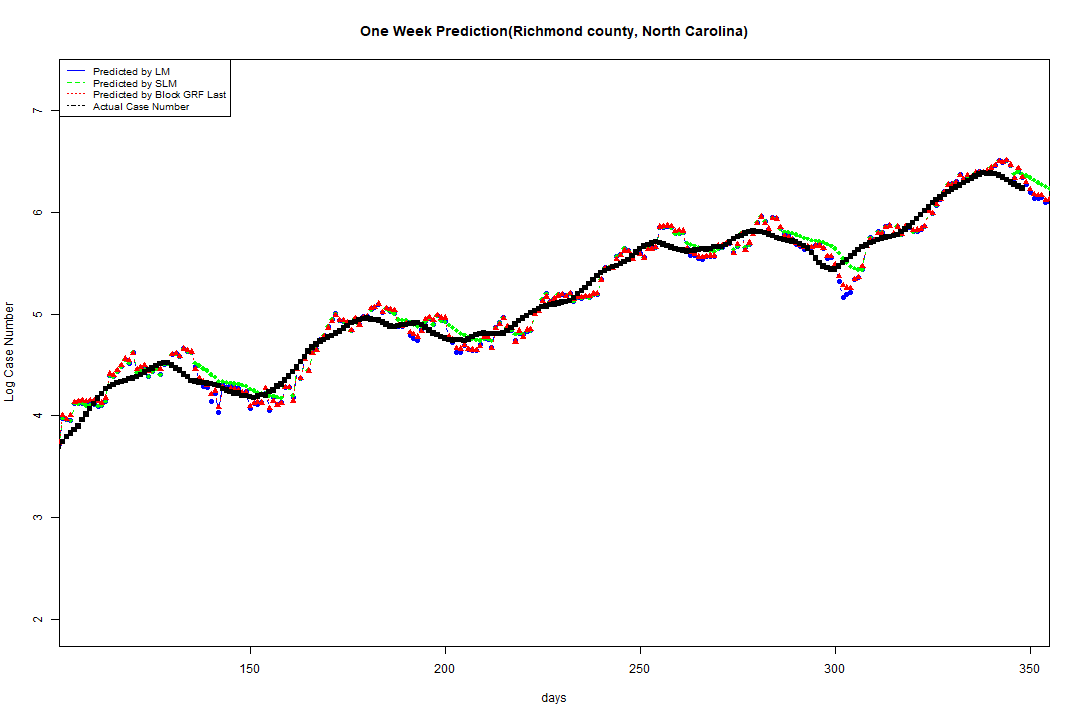 One Week Prediction(Richmond county, North Carolina)
Predicted by LM
Predicted by SLM
Predicted by Block GRF Last
Actual Case Number
Log Case Number
7
6
5
4
3
2
150 200 250 300 350
days